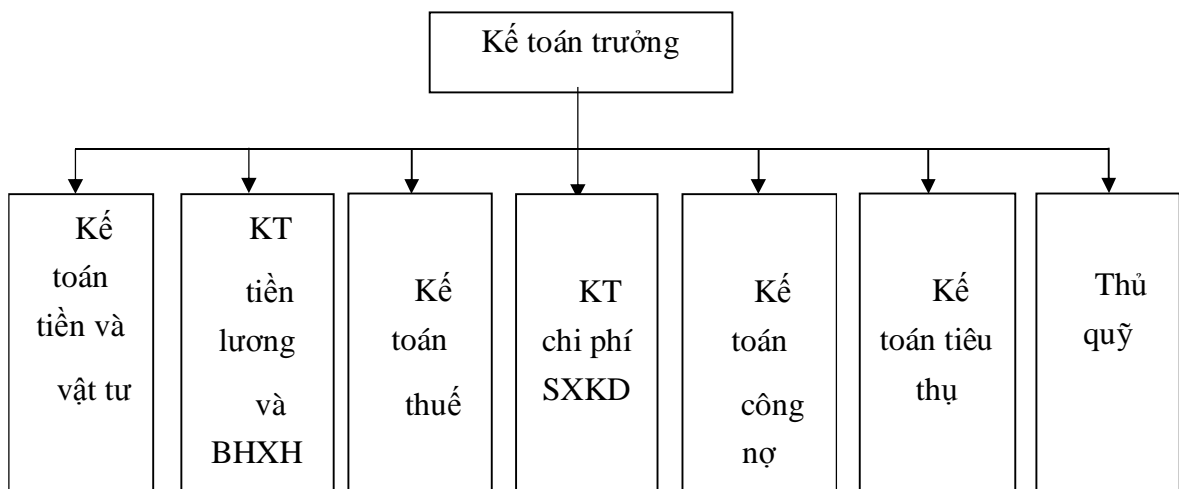 Kế toán trưởng
Kế
toán
tiền và
vật tư
KT
tiền
lương
và
BHXH
Kế
toán
thuế
KT
chi phí
SXKD
Kế
toán
công
nợ
Kế
toán tiêu
thụ
Thủ
quỹ